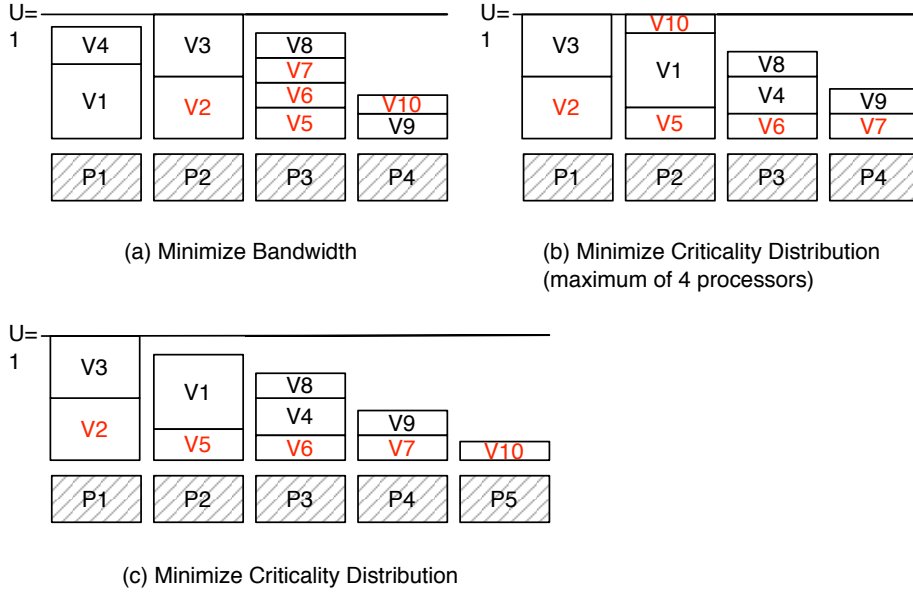 U=
1
V4
V1
V3
V2
V8
V7
V6
V5
V10
V9
P1
P2
P3
P4
(a) Minimize Bandwidth
U=
1
V3
V2
V10
V1
V5
V8
V4
V6
V9
V7
P1
P2
P3
P4
(b) Minimize Criticality Distribution
(maximum of 4 processors)
U=
1
V3
V2
V1
V5
V8
V4
V6
V9
V7
V10
P1
P2
P3
P4
P5
(c) Minimize Criticality Distribution